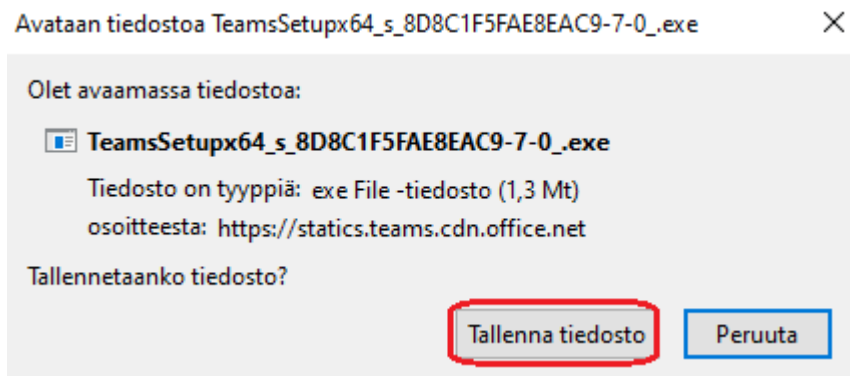 Avataan tiedostoa TeamsSetupx64_s_8D8C1F5FAE8EAC9-7-0_.exe
Olet avaamassa tiedostoa:
TeamsSetupx64_s_8D8C1F5FAE8EAC9-7-0_.exe
Tiedosto on tyyppiä: exe File -tiedosto (1,3 Mt)
osoitteesta: https://statics.teams.cdn.office.net
Tallennetaanko tiedosto?
Tallenna tiedosto Peruuta